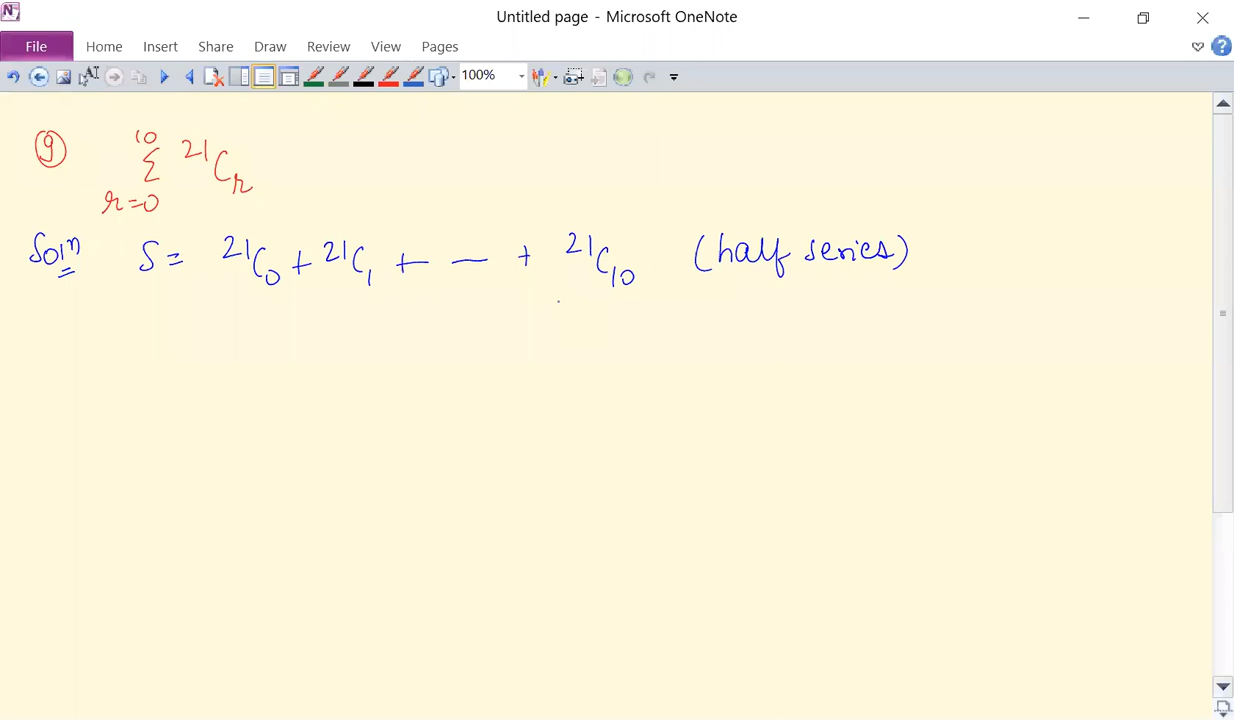 Untitled page - Microsoft OneNote
File Home Insert Share Draw Review View Pages
100%
9 10 Σ r=0 ²¹Cᵣ
Solⁿ S = ²¹C₀ + ²¹C₁ + — — + ²¹C₁₀ (half series)